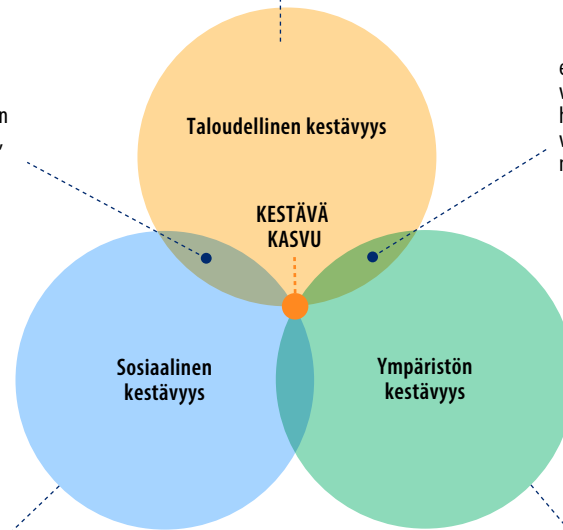 Taloudellinen kestävyys
KESTÄVÄ
KASVU
Sosiaalinen
kestävyys
Ympäristön
kestävyys